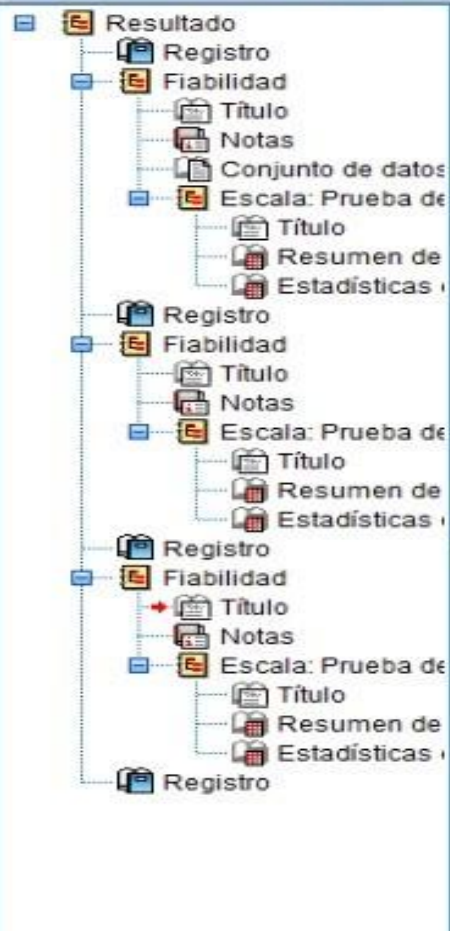 Resultado
Registro
Fiabilidad
Título
Notas
Conjunto de datos
Escala: Prueba de
Título
Resumen de
Estadísticas
Registro
Fiabilidad
Título
Notas
Escala: Prueba de
Título
Resumen de
Estadísticas
Registro
Fiabilidad
Título
Notas
Escala: Prueba de
Título
Resumen de
Estadísticas
Registro